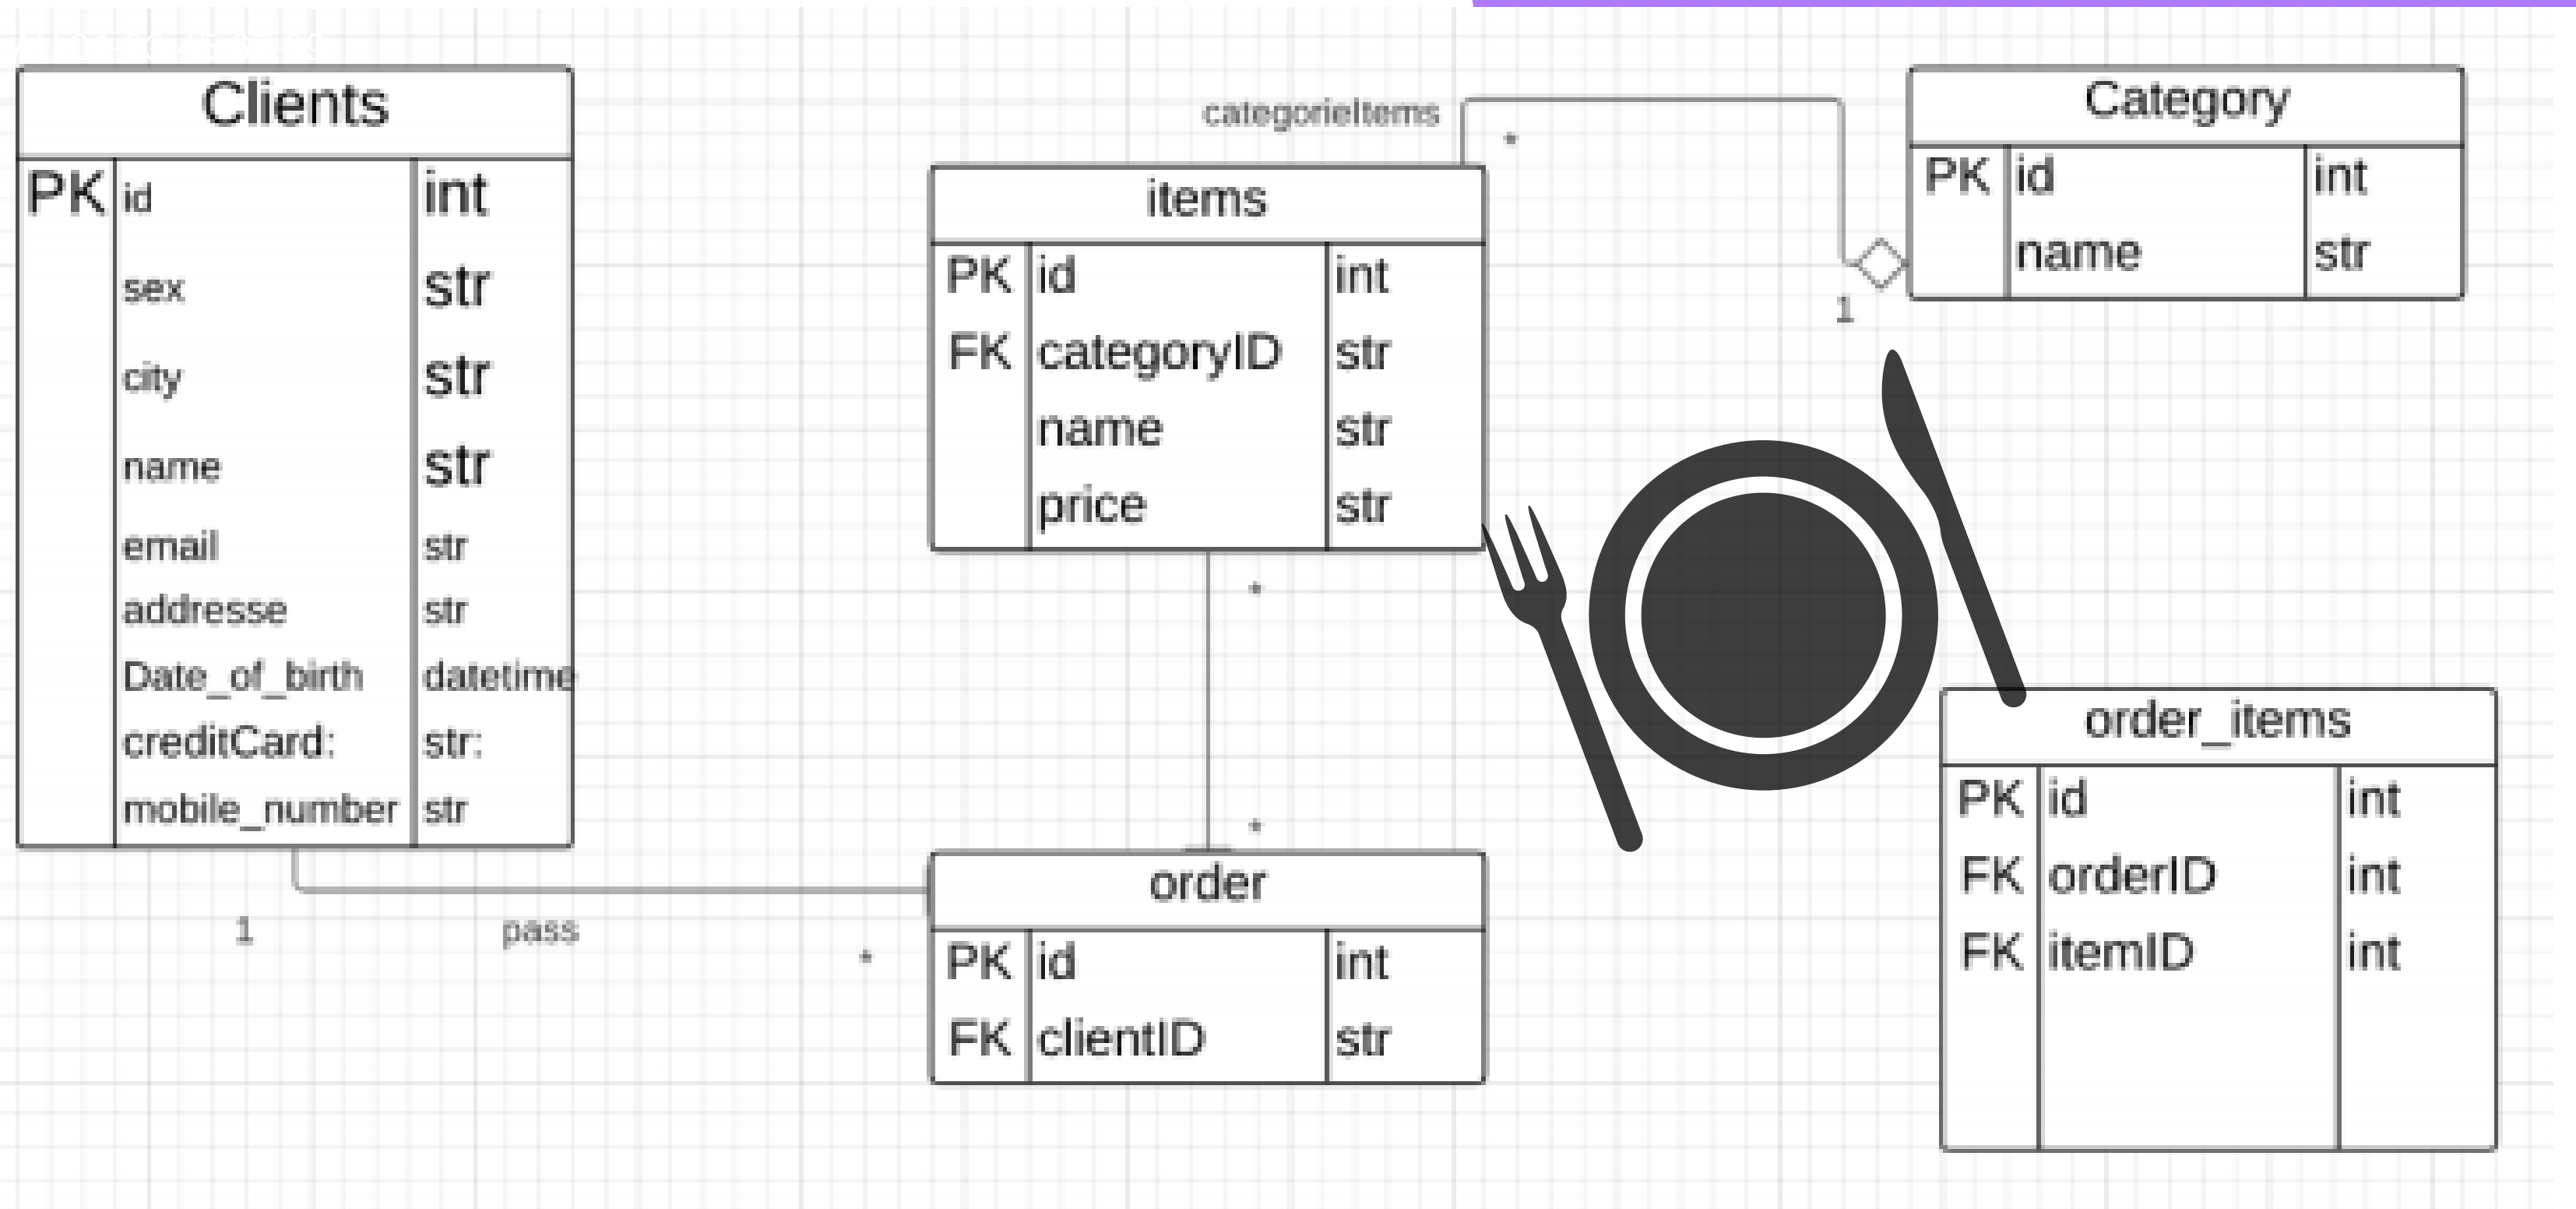 Clients
PK id int
sex str
city str
name str
email str
addresse str
Date_of_birth datetime
creditCard: str:
mobile_number str
1
pass
*
categorieItems
*
1
items
PK id int
FK categoryID str
name str
price str
*
*
order
PK id int
FK clientID str
Category
PK id int
name str
order_items
PK id int
FK orderID int
FK itemID int